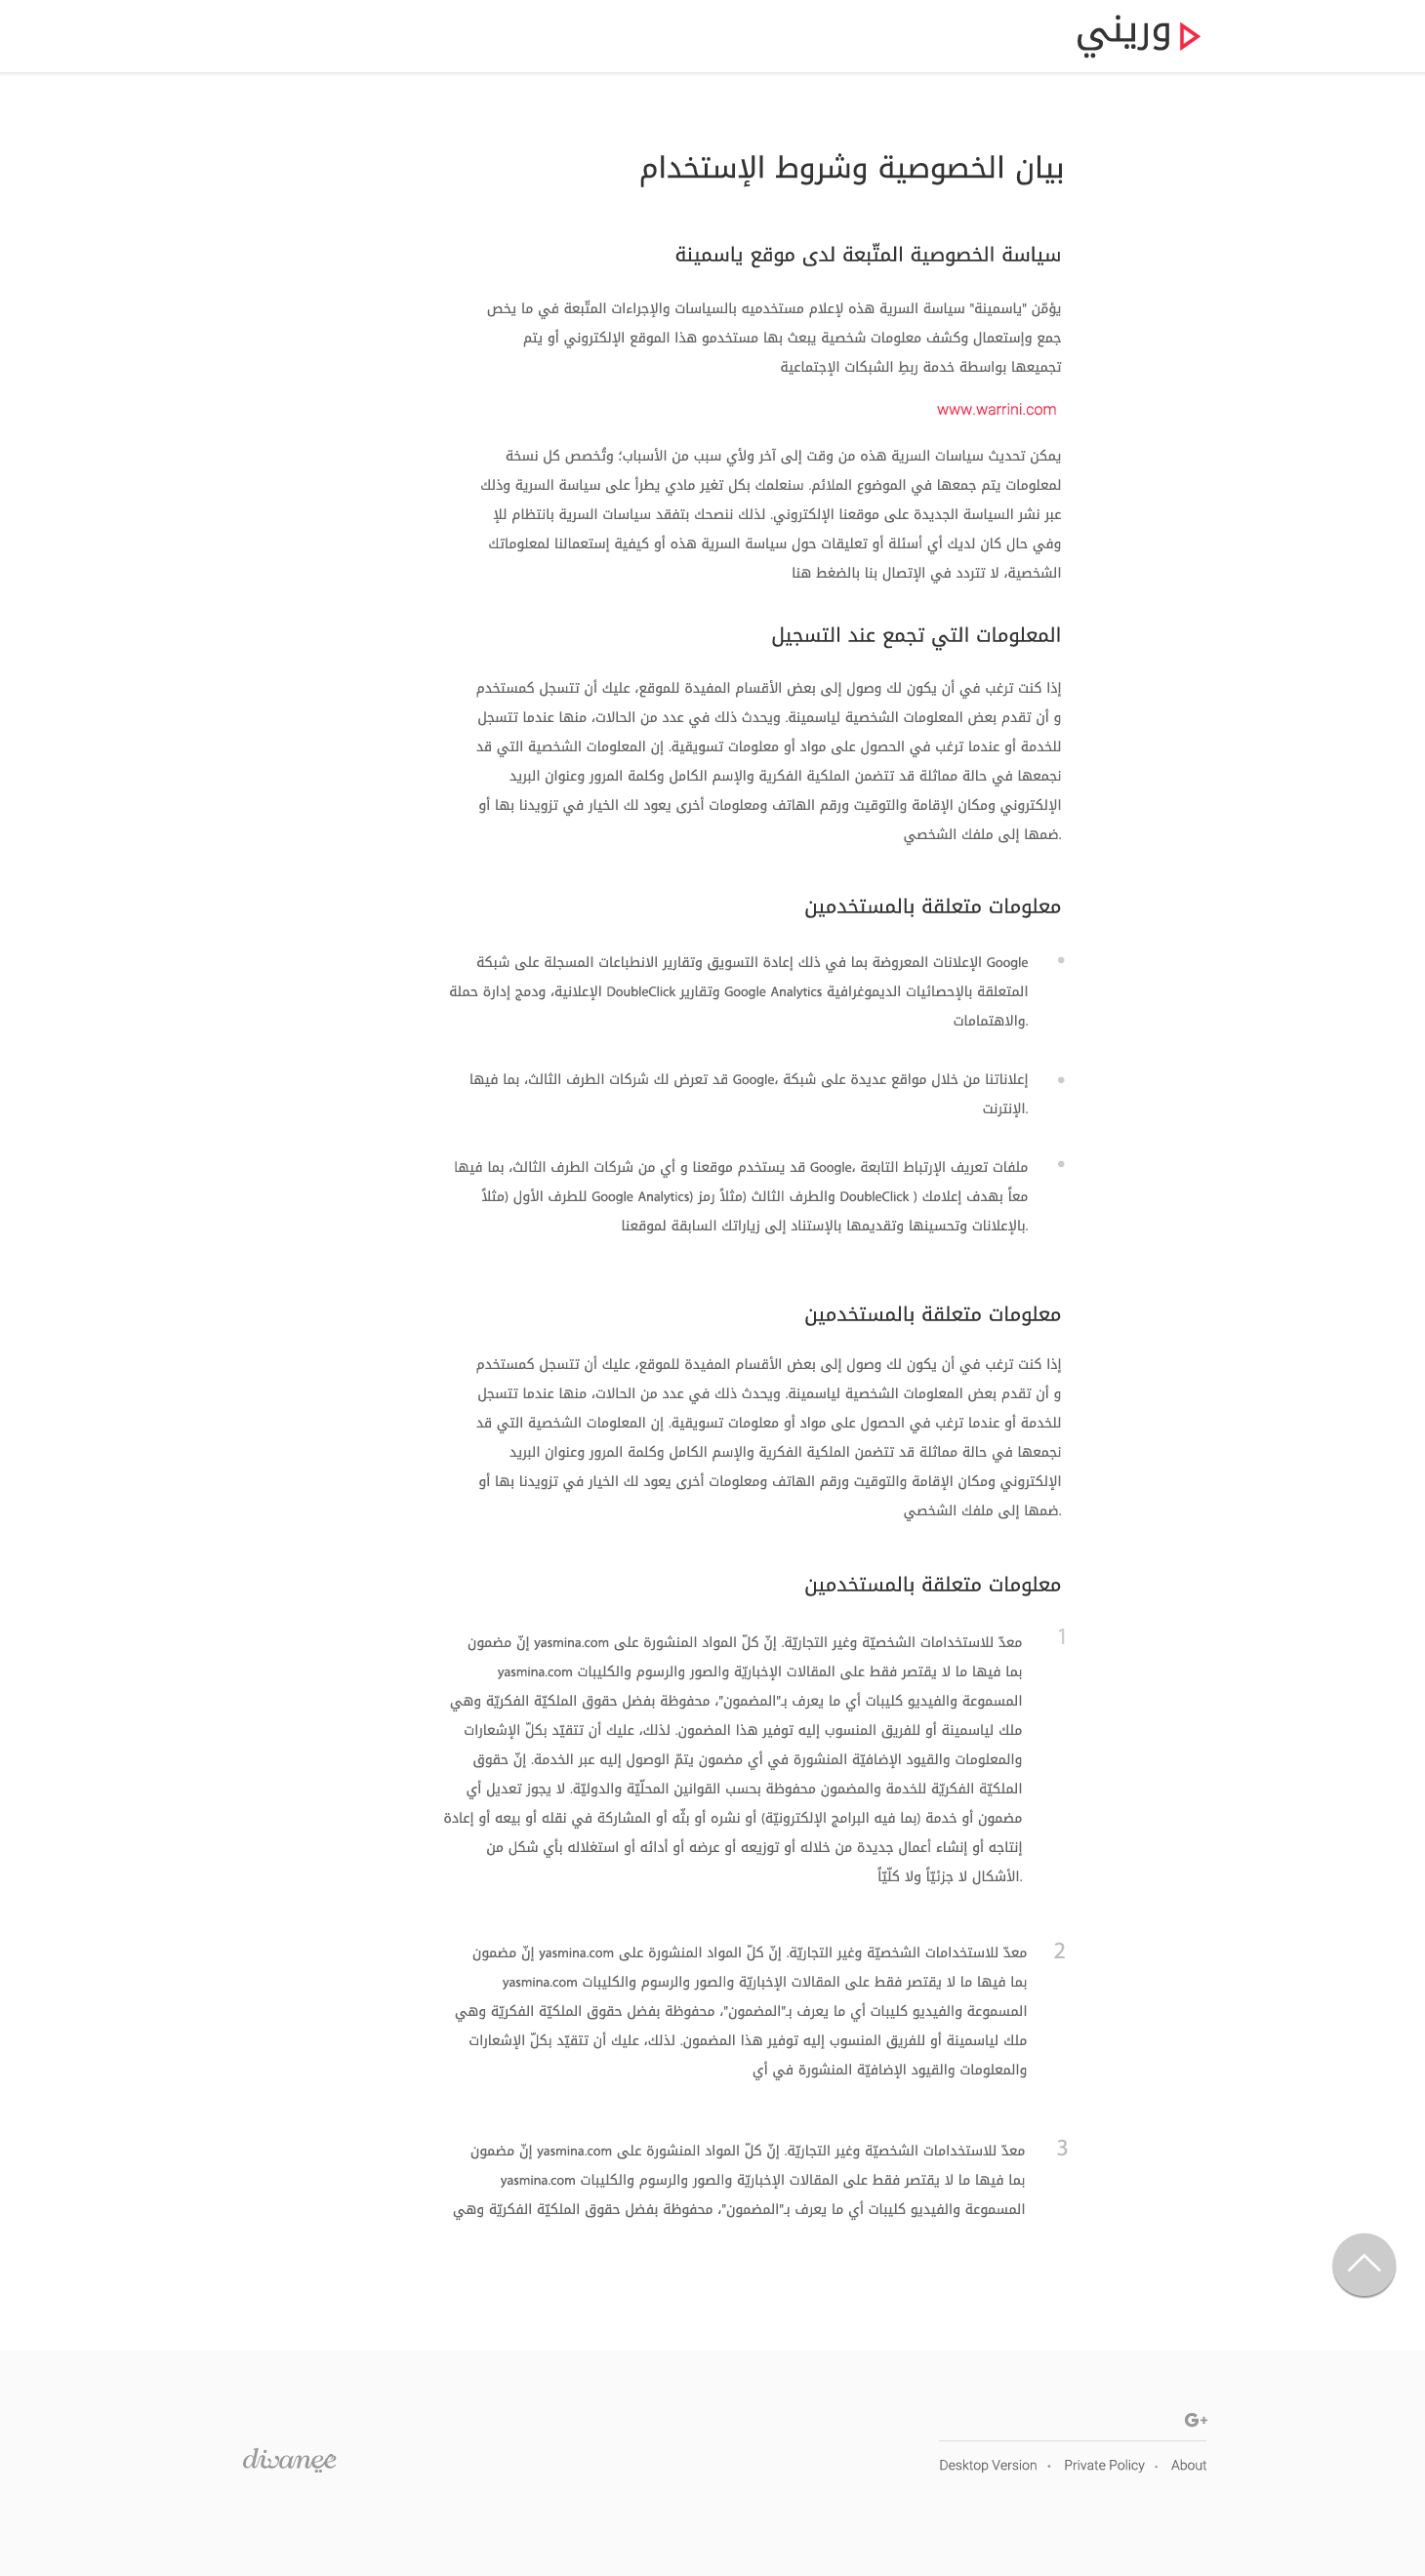 وريني
بيان الخصوصية وشروط الإستخدام
سياسة الخصوصية المتّبعة لدى موقع ياسمينة
يؤمّن "ياسمينة" سياسة السرية هذه لإعلام مستخدميه بالسياسات والإجراءات المتّبعة في ما يخص
جمع وإستعمال وكشف معلومات شخصية يبعث بها مستخدمو هذا الموقع الإلكتروني أو يتم
تجميعها بواسطة خدمة ربطِ الشبكات الإجتماعية
www.warrini.com
يمكن تحديث سياسات السرية هذه من وقت إلى آخر ولأي سبب من الأسباب؛ وتُخصص كل نسخة
لمعلومات يتم جمعها في الموضوع الملائم. سنعلمك بكل تغير مادي يطرأ على سياسة السرية وذلك
عبر نشر السياسة الجديدة على موقعنا الإلكتروني. لذلك ننصحك بتفقد سياسات السرية بانتظام للإ
وفي حال كان لديك أي أسئلة أو تعليقات حول سياسة السرية هذه أو كيفية إستعمالنا لمعلوماتك
الشخصية، لا تتردد في الإتصال بنا بالضغط هنا
المعلومات التي تجمع عند التسجيل
إذا كنت ترغب في أن يكون لك وصول إلى بعض الأقسام المفيدة للموقع، عليك أن تتسجل كمستخدم
و أن تقدم بعض المعلومات الشخصية لياسمينة. ويحدث ذلك في عدد من الحالات، منها عندما تتسجل
للخدمة أو عندما ترغب في الحصول على مواد أو معلومات تسويقية. إن المعلومات الشخصية التي قد
نجمعها في حالة مماثلة قد تتضمن الملكية الفكرية والإسم الكامل وكلمة المرور وعنوان البريد
الإلكتروني ومكان الإقامة والتوقيت ورقم الهاتف ومعلومات أخرى يعود لك الخيار في تزويدنا بها أو
.ضمها إلى ملفك الشخصي
معلومات متعلقة بالمستخدمين
Google الإعلانات المعروضة بما في ذلك إعادة التسويق وتقارير الانطباعات المسجلة على شبكة
المتعلقة بالإحصائيات الديموغرافية Google Analytics وتقارير DoubleClick الإعلانية، ودمج إدارة حملة
.والاهتمامات
إعلاناتنا من خلال مواقع عديدة على شبكة ،Google قد تعرض لك شركات الطرف الثالث، بما فيها
.الإنترنت
ملفات تعريف الإرتباط التابعة ،Google قد يستخدم موقعنا و أي من شركات الطرف الثالث، بما فيها
معاً بهدف إعلامك ( DoubleClick والطرف الثالث (مثلاً رمز (Google Analytics للطرف الأول (مثلاً
.بالإعلانات وتحسينها وتقديمها بالإستناد إلى زياراتك السابقة لموقعنا
معلومات متعلقة بالمستخدمين
إذا كنت ترغب في أن يكون لك وصول إلى بعض الأقسام المفيدة للموقع، عليك أن تتسجل كمستخدم
و أن تقدم بعض المعلومات الشخصية لياسمينة. ويحدث ذلك في عدد من الحالات، منها عندما تتسجل
للخدمة أو عندما ترغب في الحصول على مواد أو معلومات تسويقية. إن المعلومات الشخصية التي قد
نجمعها في حالة مماثلة قد تتضمن الملكية الفكرية والإسم الكامل وكلمة المرور وعنوان البريد
الإلكتروني ومكان الإقامة والتوقيت ورقم الهاتف ومعلومات أخرى يعود لك الخيار في تزويدنا بها أو
.ضمها إلى ملفك الشخصي
معلومات متعلقة بالمستخدمين
1 معدّ للاستخدامات الشخصيّة وغير التجاريّة. إنّ كلّ المواد المنشورة على yasmina.com إنّ مضمون
بما فيها ما لا يقتصر فقط على المقالات الإخباريّة والصور والرسوم والكليبات yasmina.com
المسموعة والفيديو كليبات أي ما يعرف بـ"المضمون"، محفوظة بفضل حقوق الملكيّة الفكريّة وهي
ملك لياسمينة أو للفريق المنسوب إليه توفير هذا المضمون. لذلك، عليك أن تتقيّد بكلّ الإشعارات
والمعلومات والقيود الإضافيّة المنشورة في أي مضمون يتمّ الوصول إليه عبر الخدمة. إنّ حقوق
الملكيّة الفكريّة للخدمة والمضمون محفوظة بحسب القوانين المحلّيّة والدوليّة. لا يجوز تعديل أي
مضمون أو خدمة (بما فيه البرامج الإلكترونيّة) أو نشره أو بثّه أو المشاركة في نقله أو بيعه أو إعادة
إنتاجه أو إنشاء أعمال جديدة من خلاله أو توزيعه أو عرضه أو أدائه أو استغلاله بأي شكل من
.الأشكال لا جزئيّاً ولا كلّيّاً
2 معدّ للاستخدامات الشخصيّة وغير التجاريّة. إنّ كلّ المواد المنشورة على yasmina.com إنّ مضمون
بما فيها ما لا يقتصر فقط على المقالات الإخباريّة والصور والرسوم والكليبات yasmina.com
المسموعة والفيديو كليبات أي ما يعرف بـ"المضمون"، محفوظة بفضل حقوق الملكيّة الفكريّة وهي
ملك لياسمينة أو للفريق المنسوب إليه توفير هذا المضمون. لذلك، عليك أن تتقيّد بكلّ الإشعارات
والمعلومات والقيود الإضافيّة المنشورة في أي
3 معدّ للاستخدامات الشخصيّة وغير التجاريّة. إنّ كلّ المواد المنشورة على yasmina.com إنّ مضمون
بما فيها ما لا يقتصر فقط على المقالات الإخباريّة والصور والرسوم والكليبات yasmina.com
المسموعة والفيديو كليبات أي ما يعرف بـ"المضمون"، محفوظة بفضل حقوق الملكيّة الفكريّة وهي
G+
divanee
Desktop Version • Private Policy • About